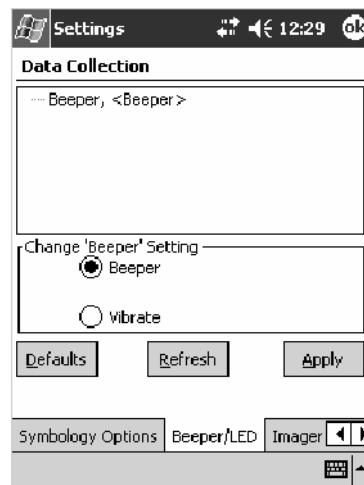 Settings 12:29 ok
Data Collection
Beeper, <Beeper>
Change 'Beeper' Setting
Beeper
Vibrate
Defaults Refresh Apply
Symbology Options Beeper/LED Imager